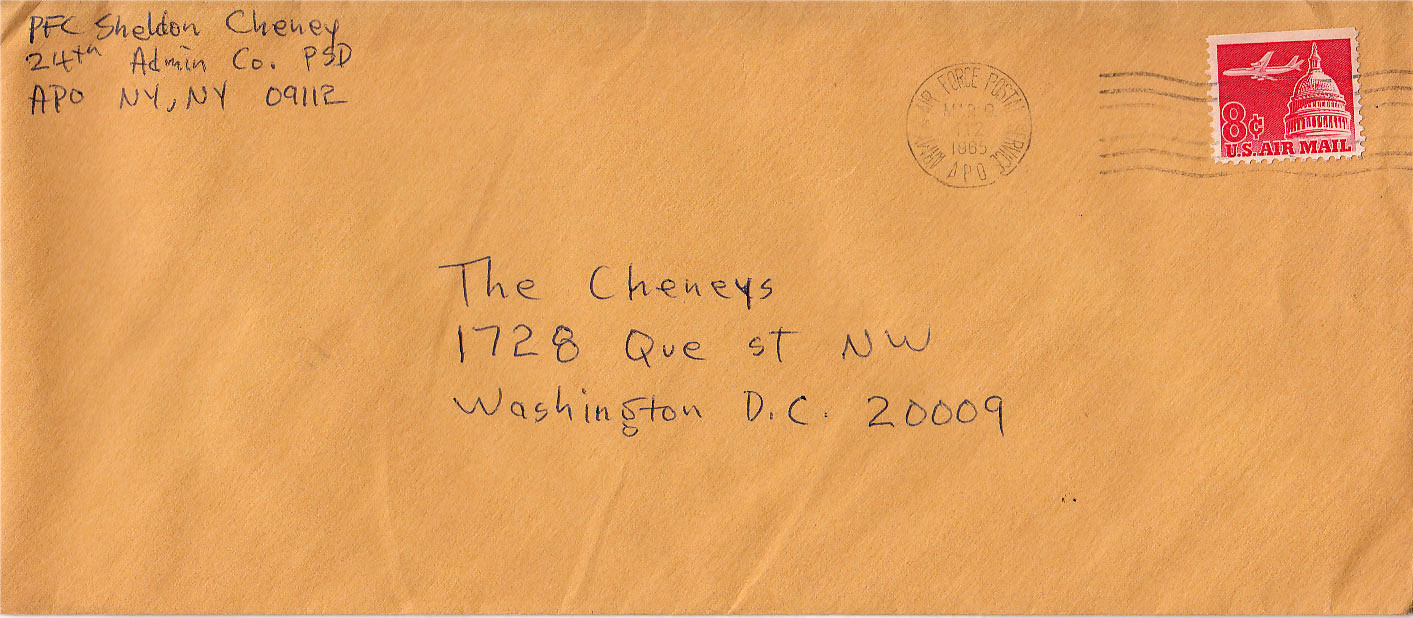 PFC Sheldon Cheney
24th Admin Co. PSD
APO NY, NY 09112
AIR FORCE POSTAL
1965
APO
8¢
U.S. AIR MAIL
The Cheneys
1728 Que st NW
Washington D.C. 20009